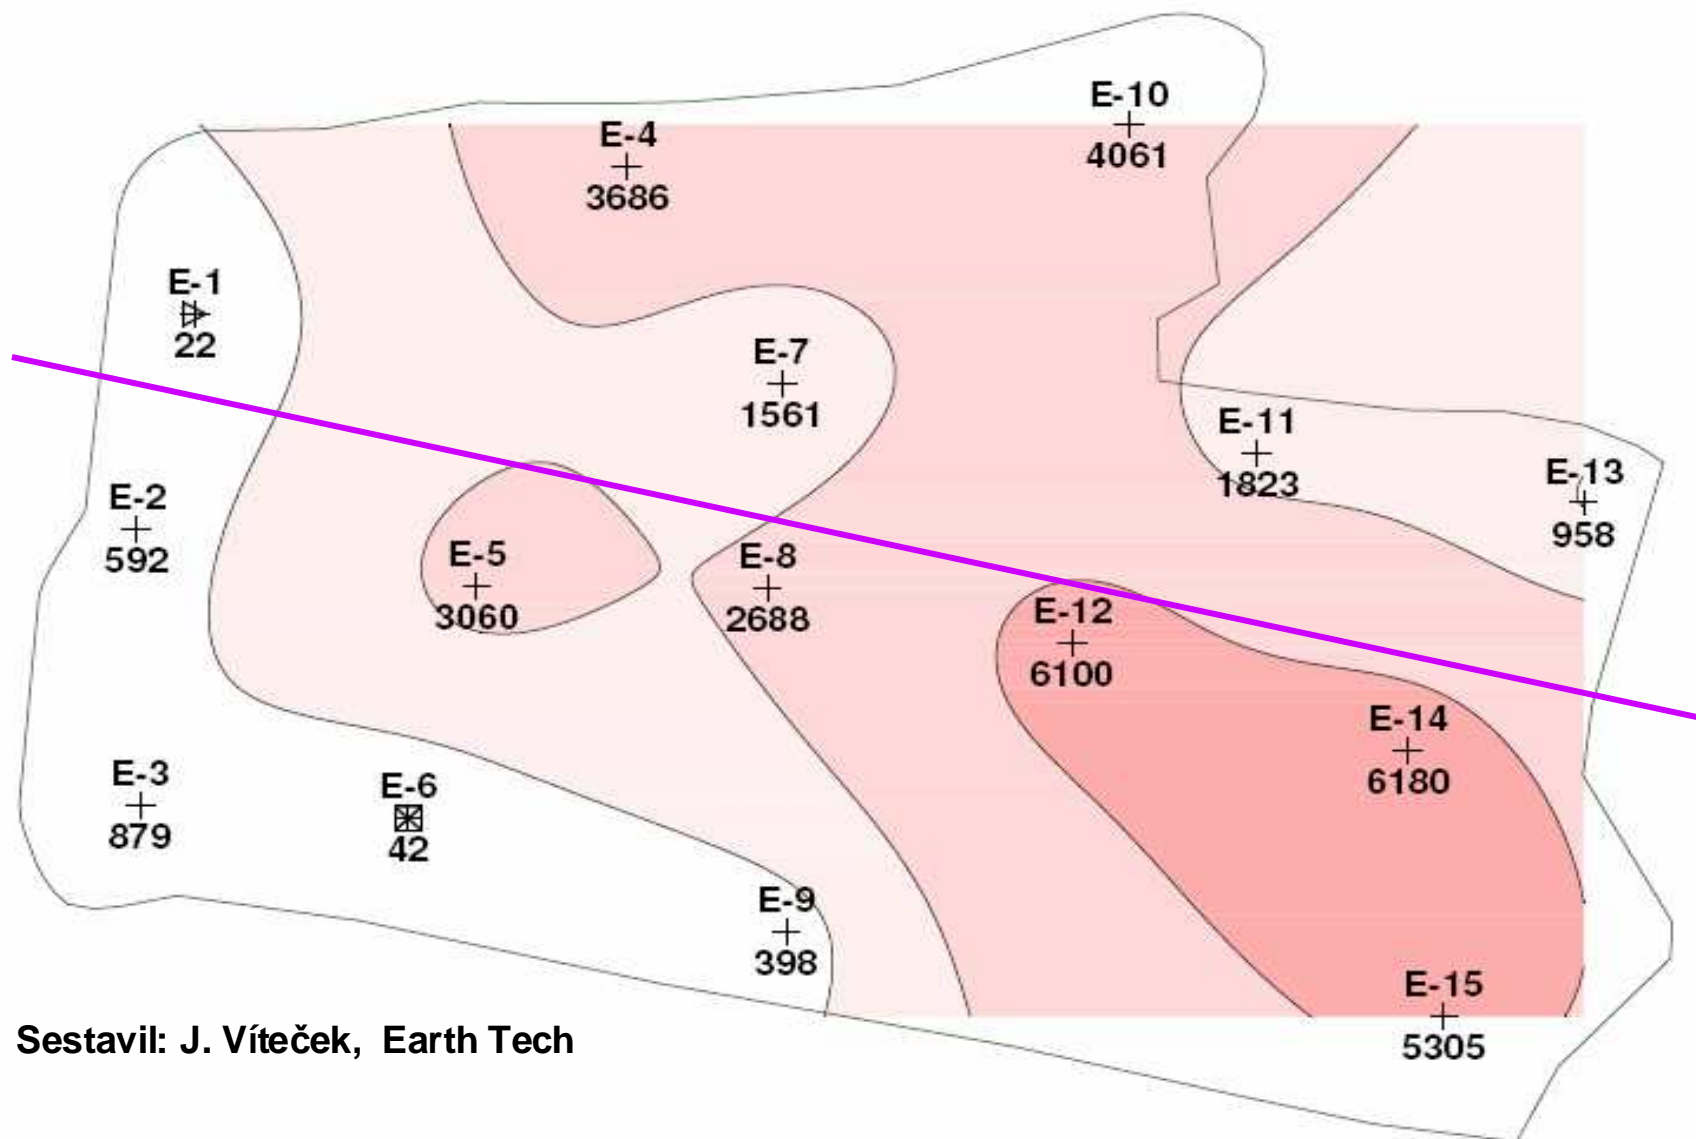 E-10
4061
E-4
3686
E-1
22
E-7
1561
E-11
1823
E-13
958
E-2
592
E-5
3060
E-8
2688
E-12
6100
E-14
6180
E-3
879
E-6
42
E-9
398
E-15
5305
Sestavil: J. Víteček, Earth Tech